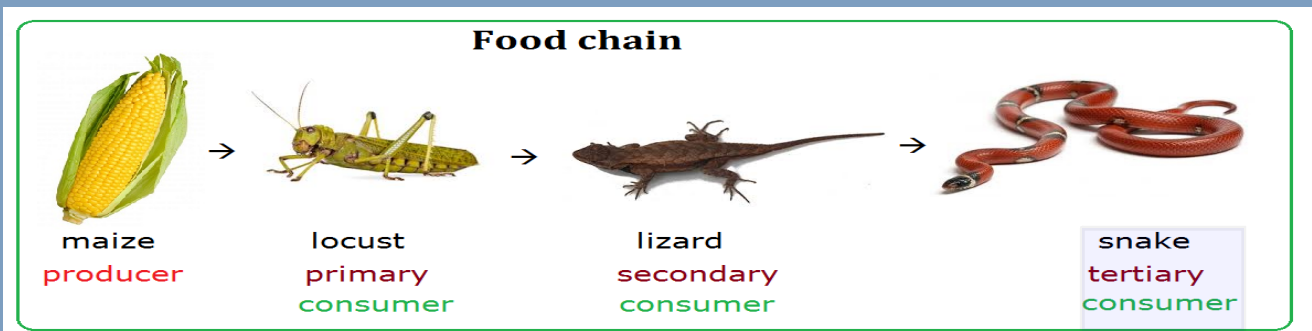 Food chain
→ → →
maize locust lizard snake
producer primary secondary tertiary
consumer consumer consumer